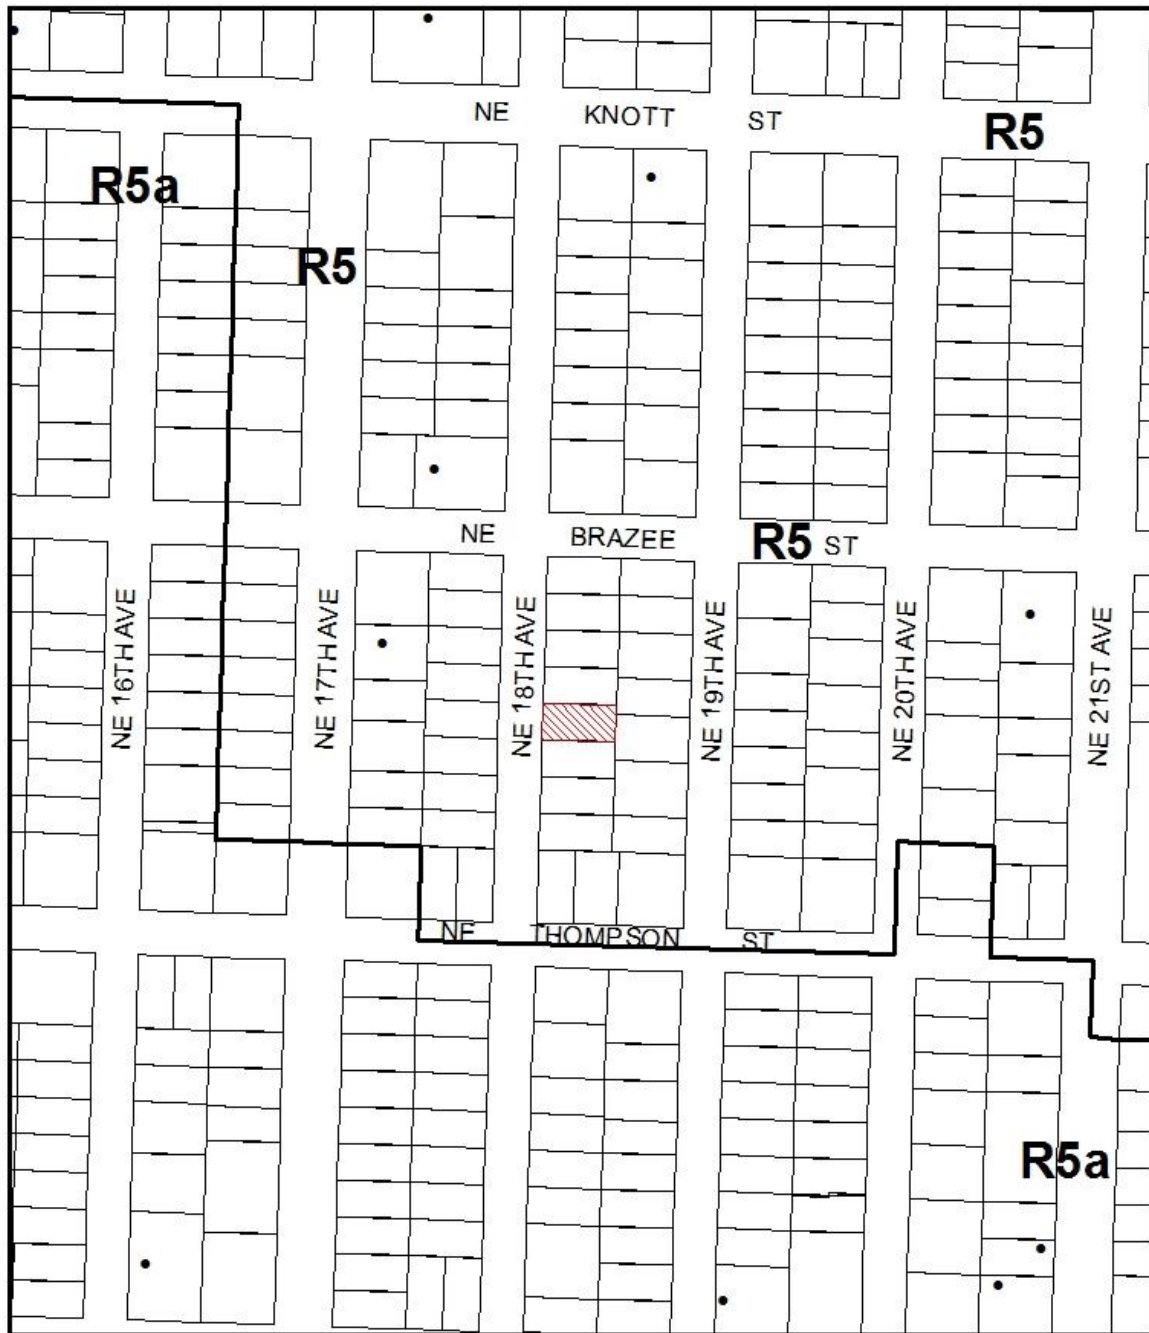 NE KNOTT ST
R5
R5a
R5
NE BRAZEE R5 ST
NE 16TH AVE
NE 17TH AVE
NE 18TH AVE
NE 19TH AVE
NE 20TH AVE
NE 21ST AVE
NE THOMPSON ST
R5a